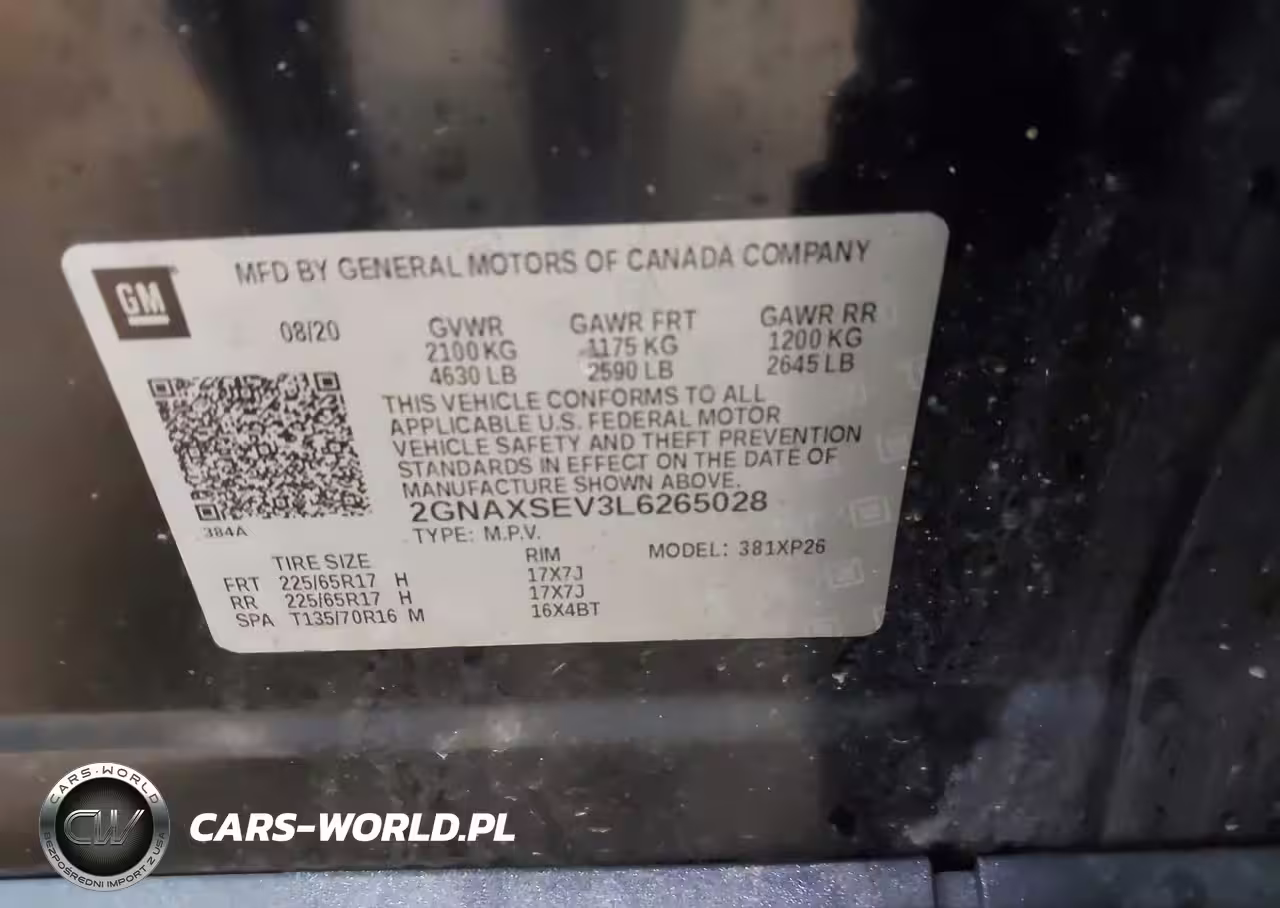 MFD BY GENERAL MOTORS OF CANADA COMPANY
GM
08/20 GVWR GAWR FRT GAWR RR
2100 KG 1175 KG 1200 KG
4630 LB 2590 LB 2645 LB
THIS VEHICLE CONFORMS TO ALL
APPLICABLE U.S. FEDERAL MOTOR
VEHICLE SAFETY AND THEFT PREVENTION
STANDARDS IN EFFECT ON THE DATE OF
MANUFACTURE SHOWN ABOVE.
2GNAXSEV3L6265028
384A
TYPE: M.P.V.
TIRE SIZE RIM MODEL: 381XP26
FRT 225/65R17 H 17X7J
RR 225/65R17 H 17X7J
SPA T135/70R16 M 16X4BT
CARS-WORLD
CW
BEZPOŚREDNI IMPORT Z USA
CARS-WORLD.PL